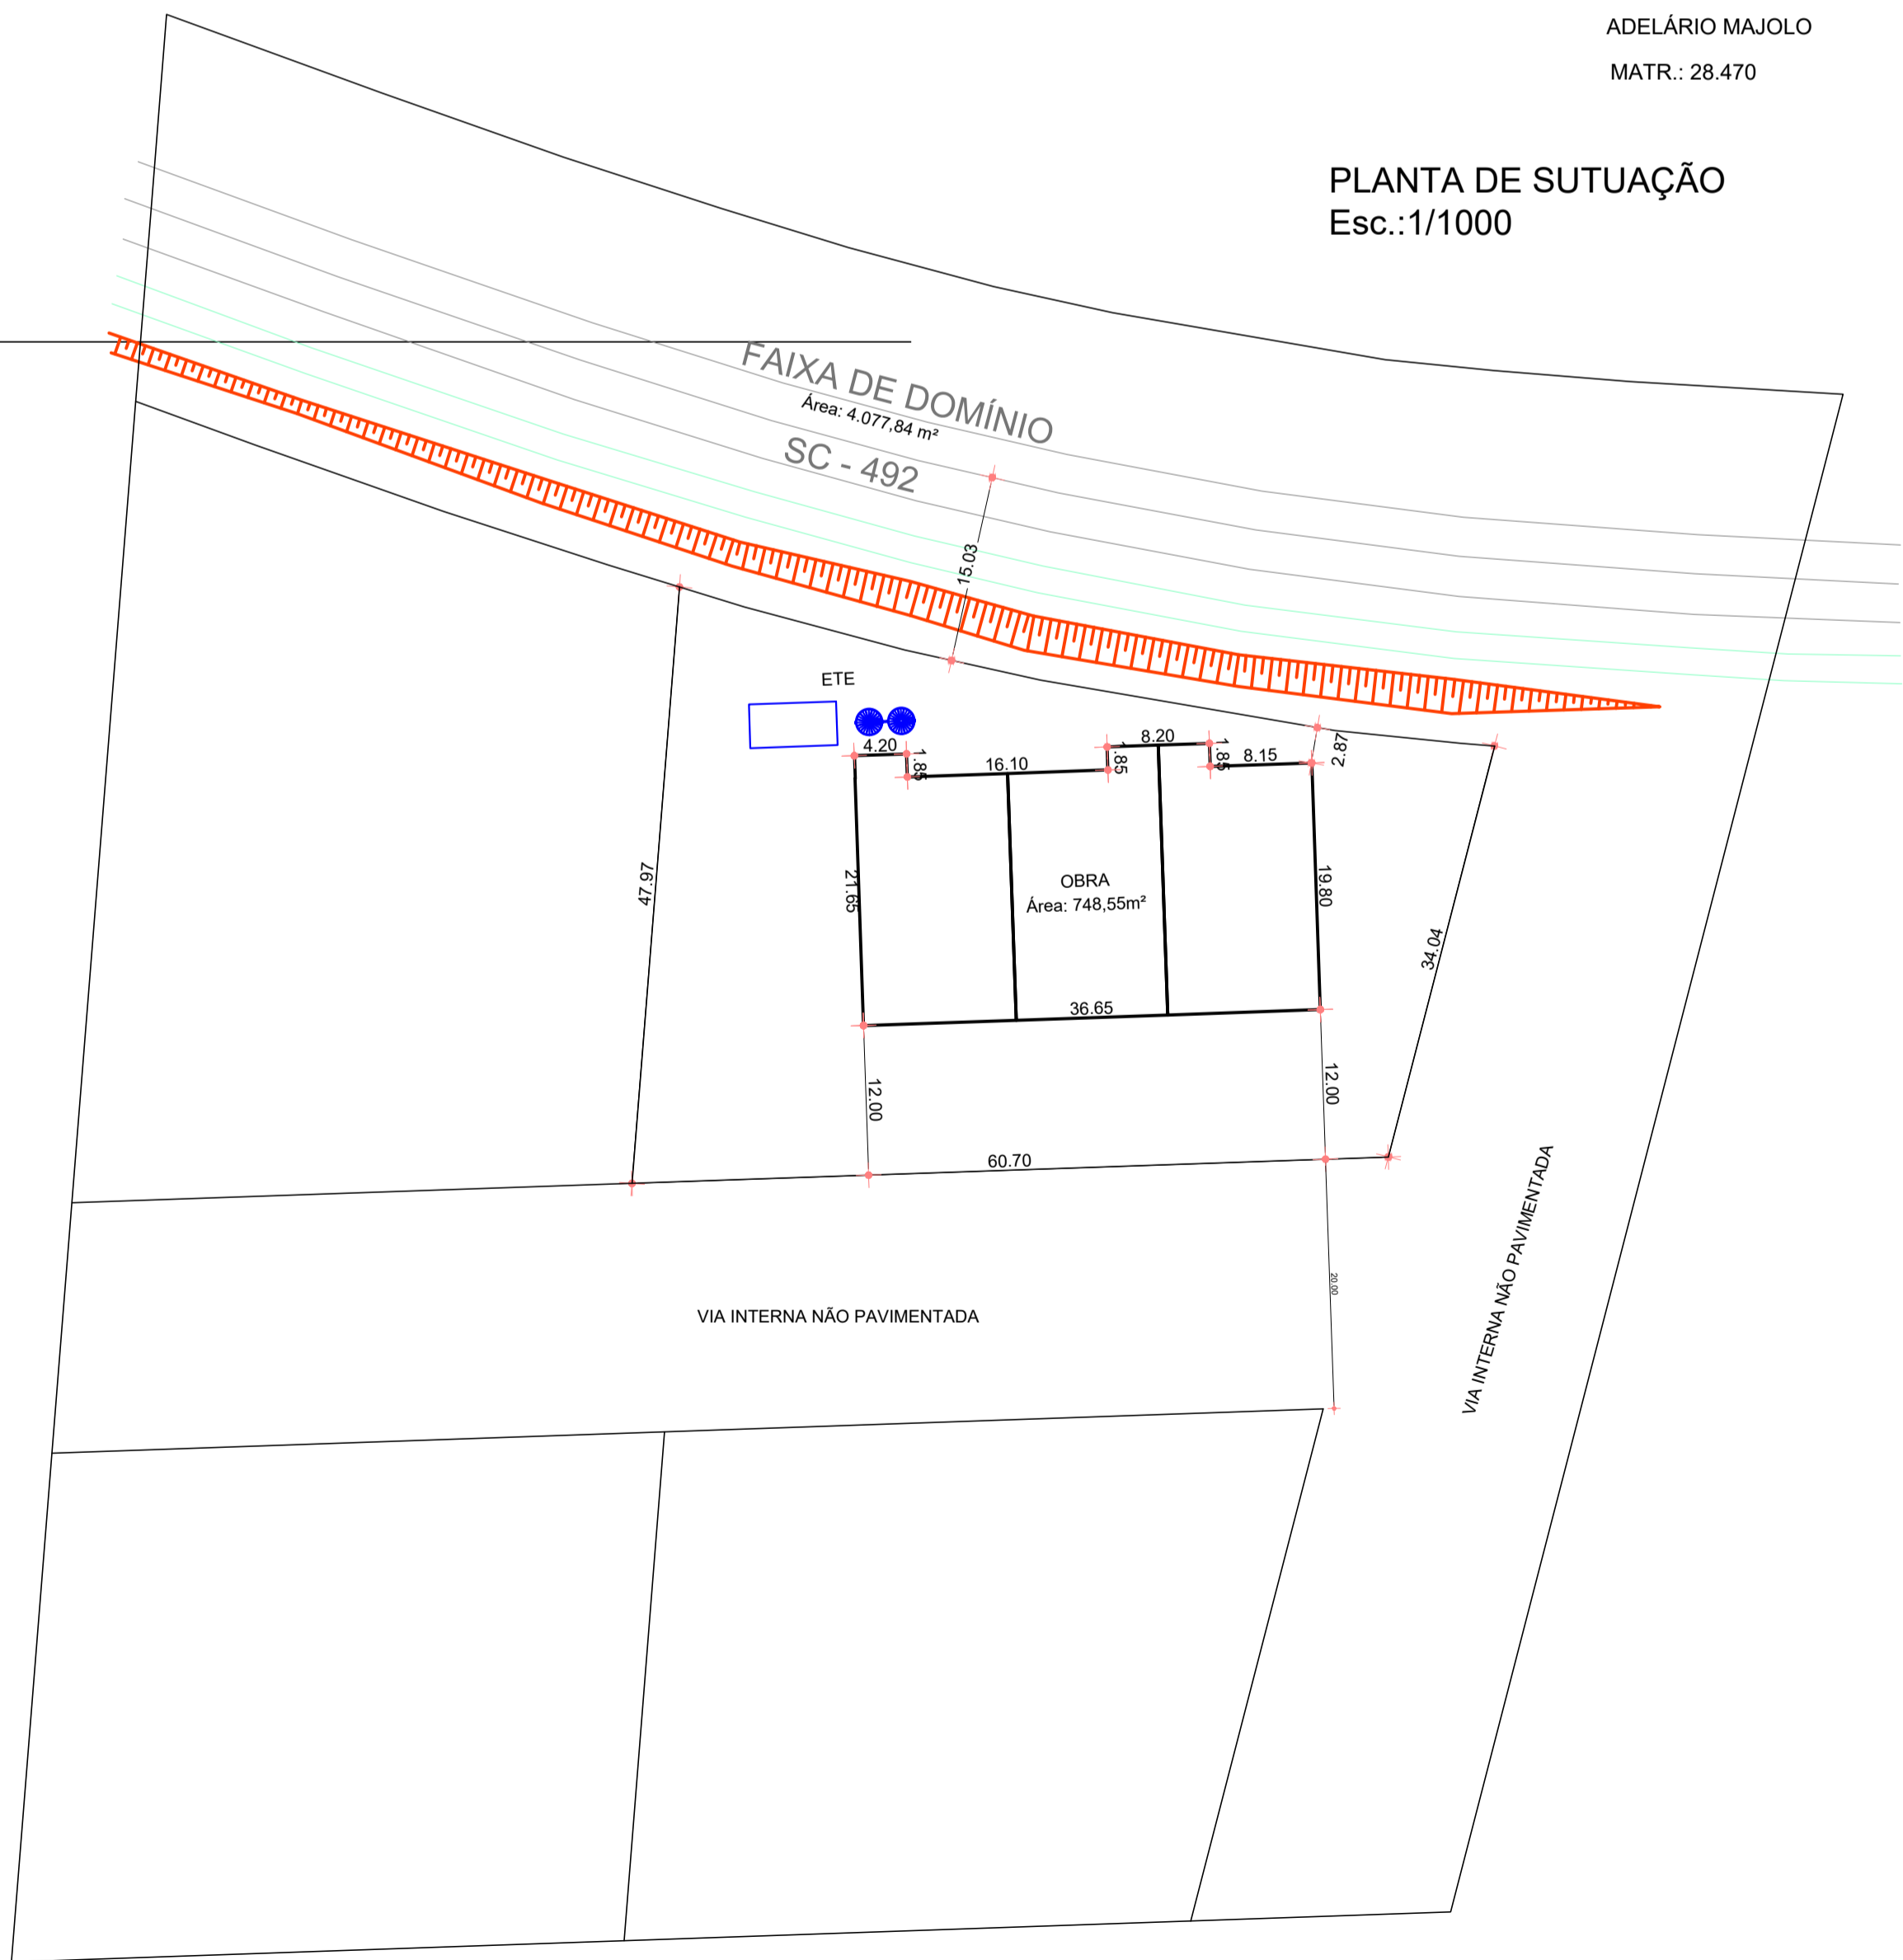 ADELÁRIO MAJOLO
MATR.: 28.470
PLANTA DE SUTUAÇÃO
Esc.:1/1000
FAIXA DE DOMÍNIO
Área: 4.077,84 m²
SC - 492
15.03
ETE
4.20
1.85
16.10
1.85
8.20
1.85
8.15
2.87
47.97
21.65
OBRA
Área: 748,55m²
19.80
34.04
36.65
12.00
12.00
60.70
20.00
VIA INTERNA NÃO PAVIMENTADA
VIA INTERNA NÃO PAVIMENTADA